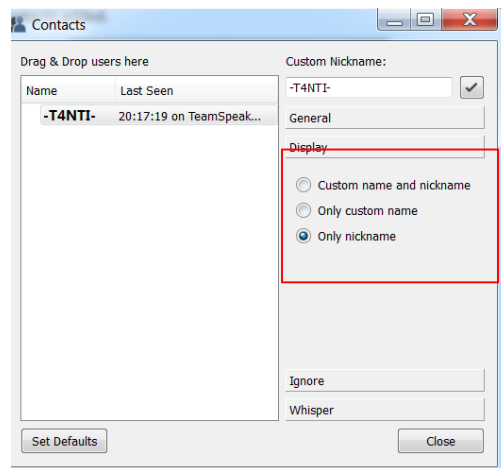 Contacts
Drag & Drop users here
Custom Nickname:
Name Last Seen
-T4NTI-
-T4NTI- 20:17:19 on TeamSpeak...
General
Display
Custom name and nickname
Only custom name
Only nickname
Ignore
Whisper
Set Defaults
Close